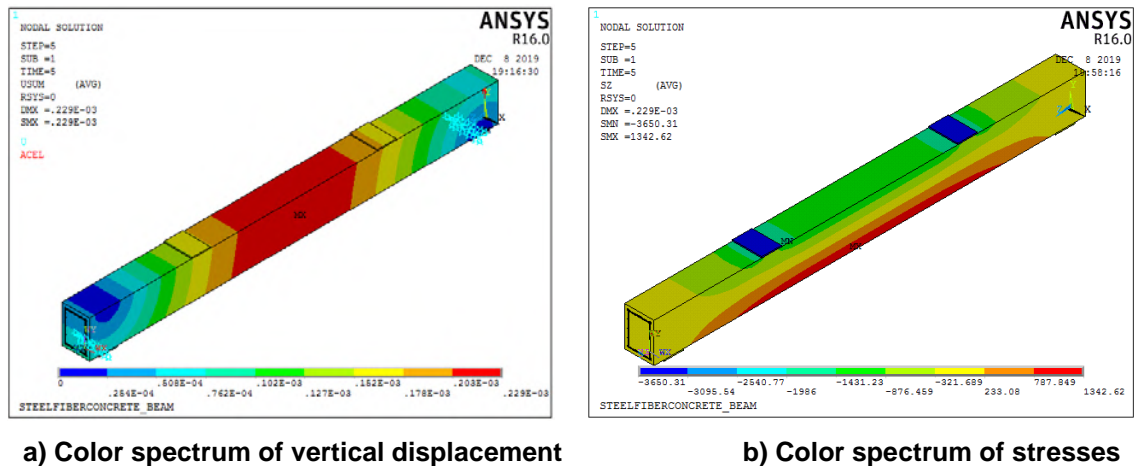 1
NODAL SOLUTION
STEP=5
SUB =1
TIME=5
USUM (AVG)
RSYS=0
DMX =.229E-03
SMX =.229E-03
U
ACEL
ANSYS
R16.0
DEC 8 2019
19:16:30
X
MX
0 .508E-04 .102E-03 .152E-03 .203E-03
.254E-04 .762E-04 .127E-03 .178E-03 .229E-03
STEELFIBERCONCRETE_BEAM
1
NODAL SOLUTION
STEP=5
SUB =1
TIME=5
SZ (AVG)
RSYS=0
DMX =.229E-03
SMN =-3650.31
SMX =1342.62
ANSYS
R16.0
DEC 8 2019
19:58:16
Y
Z X
MN
MX
Y
-3650.31 -2540.77 -1431.23 -321.689 787.849
-3095.54 -1986 -876.459 233.08 1342.62
STEELFIBERCONCRETE_BEAM
a) Color spectrum of vertical displacement
b) Color spectrum of stresses